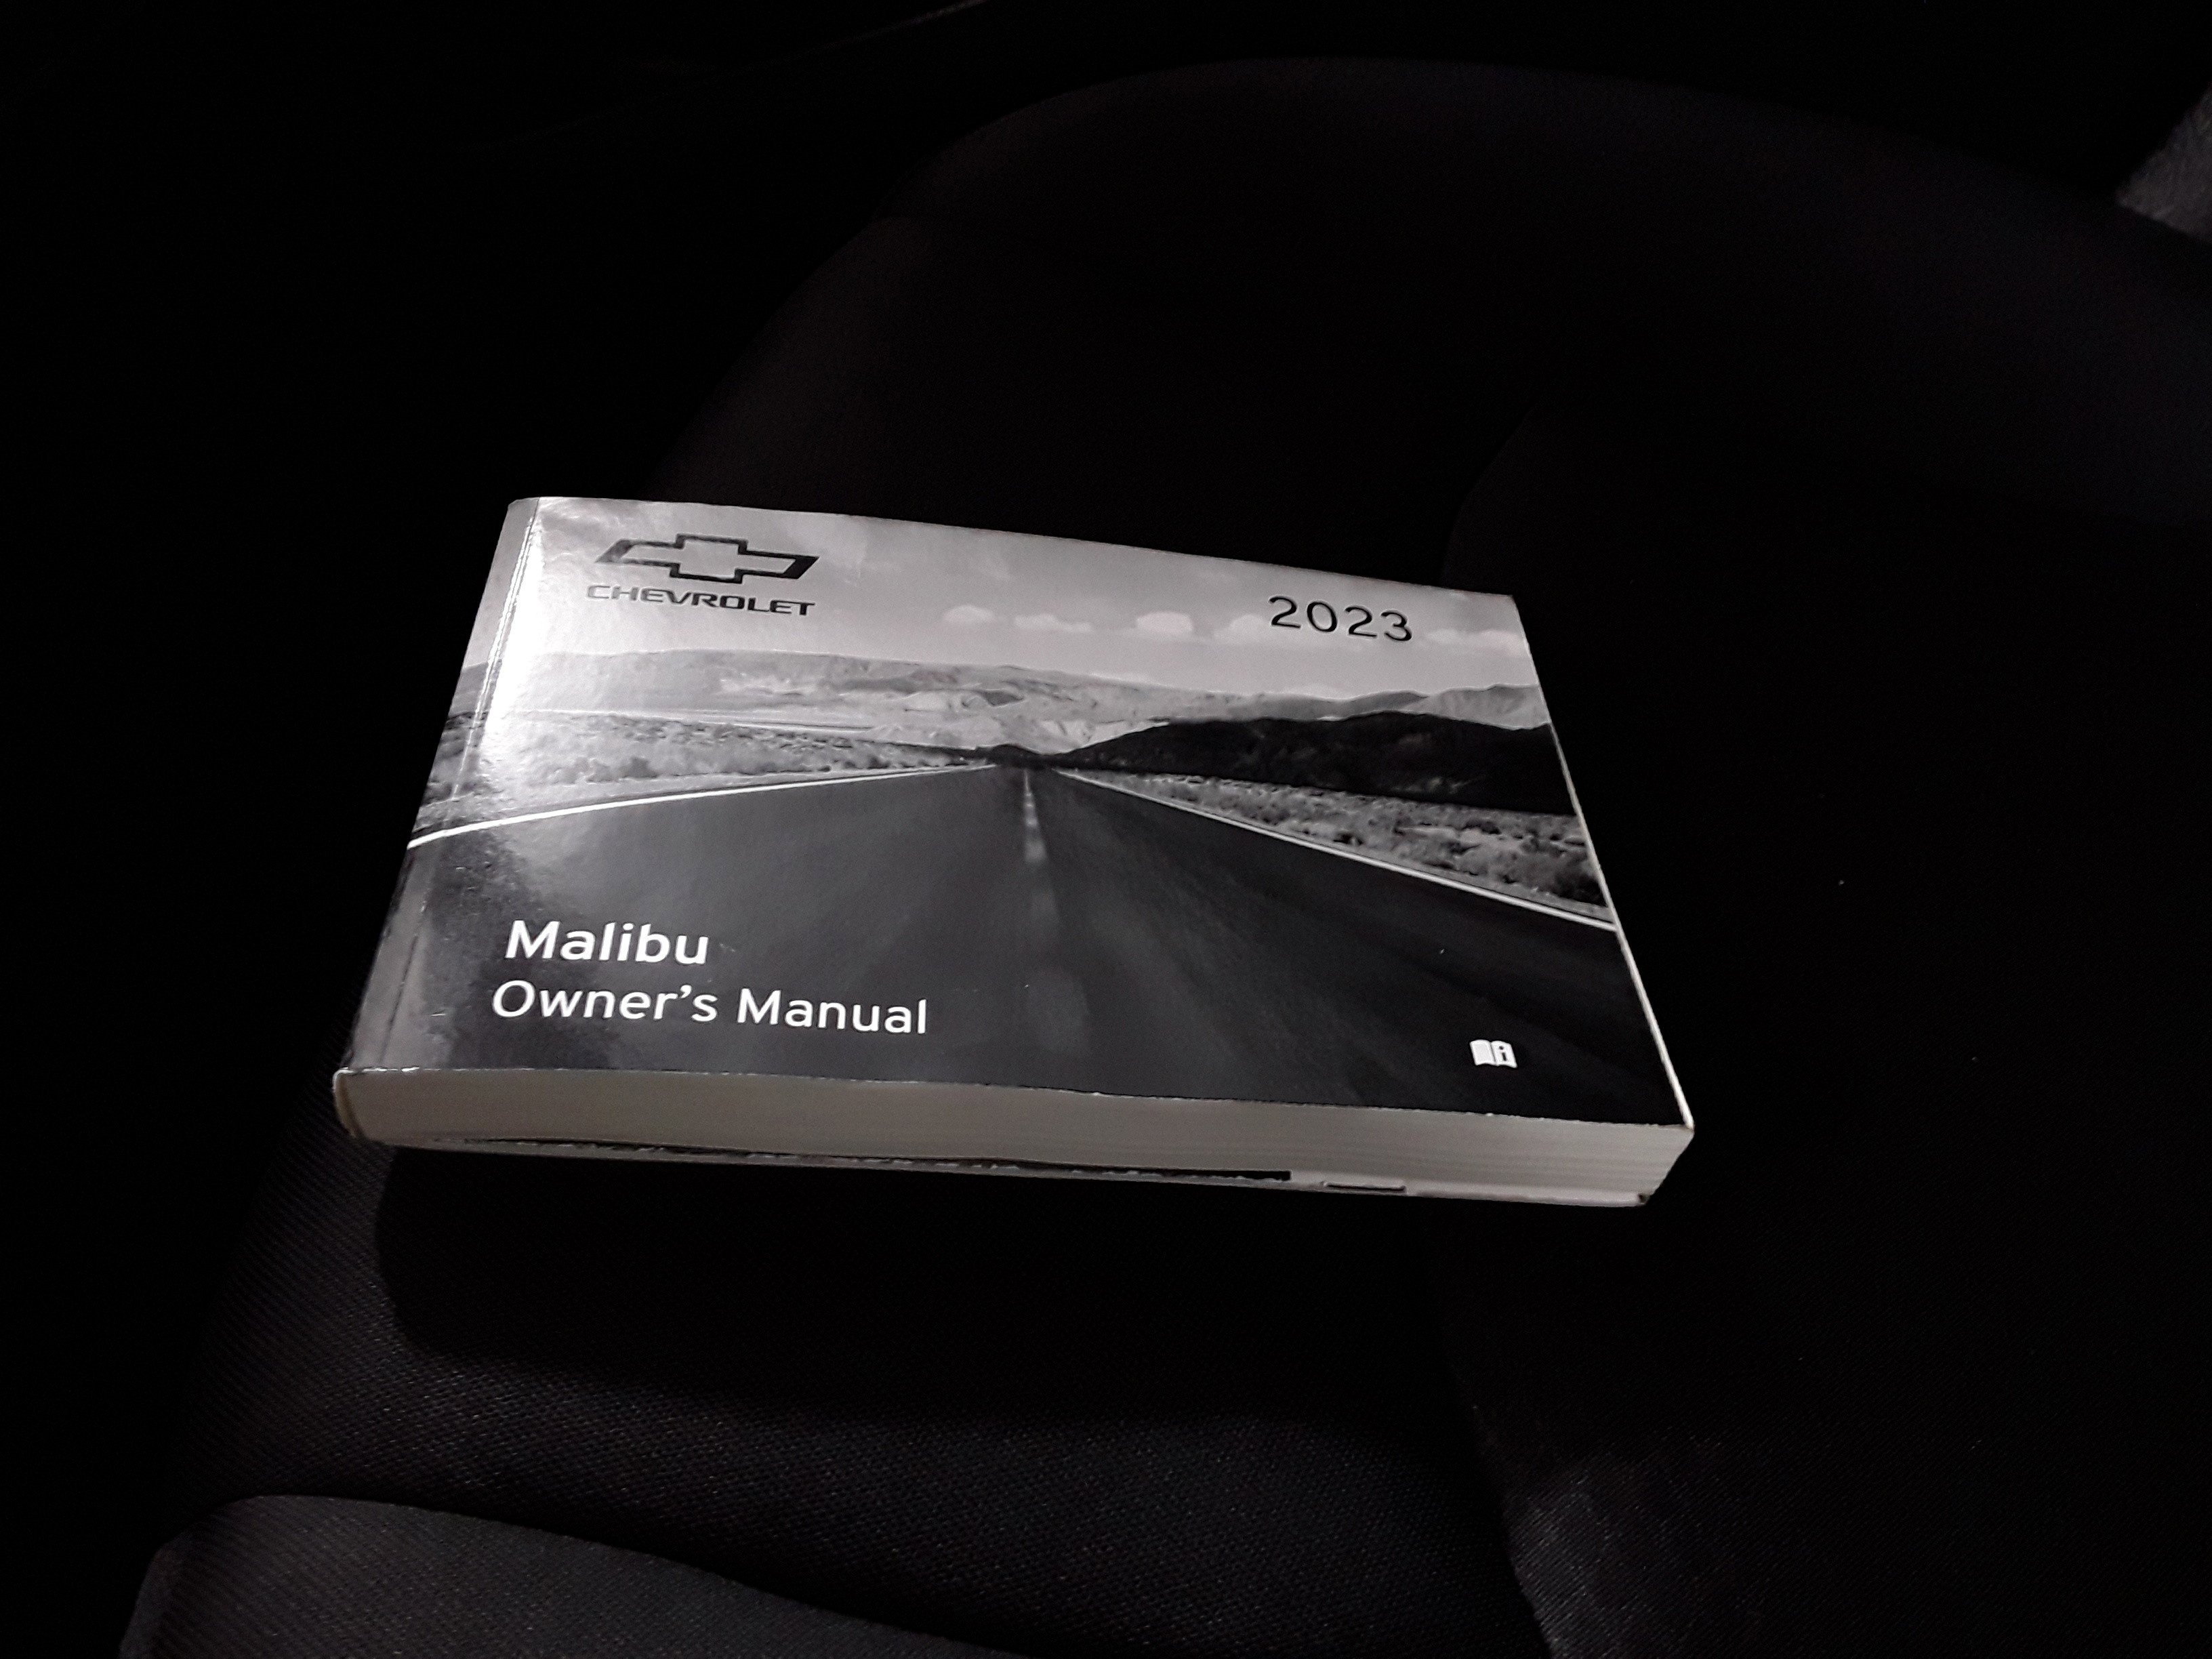 CHEVROLET
2023
Malibu
Owner's Manual